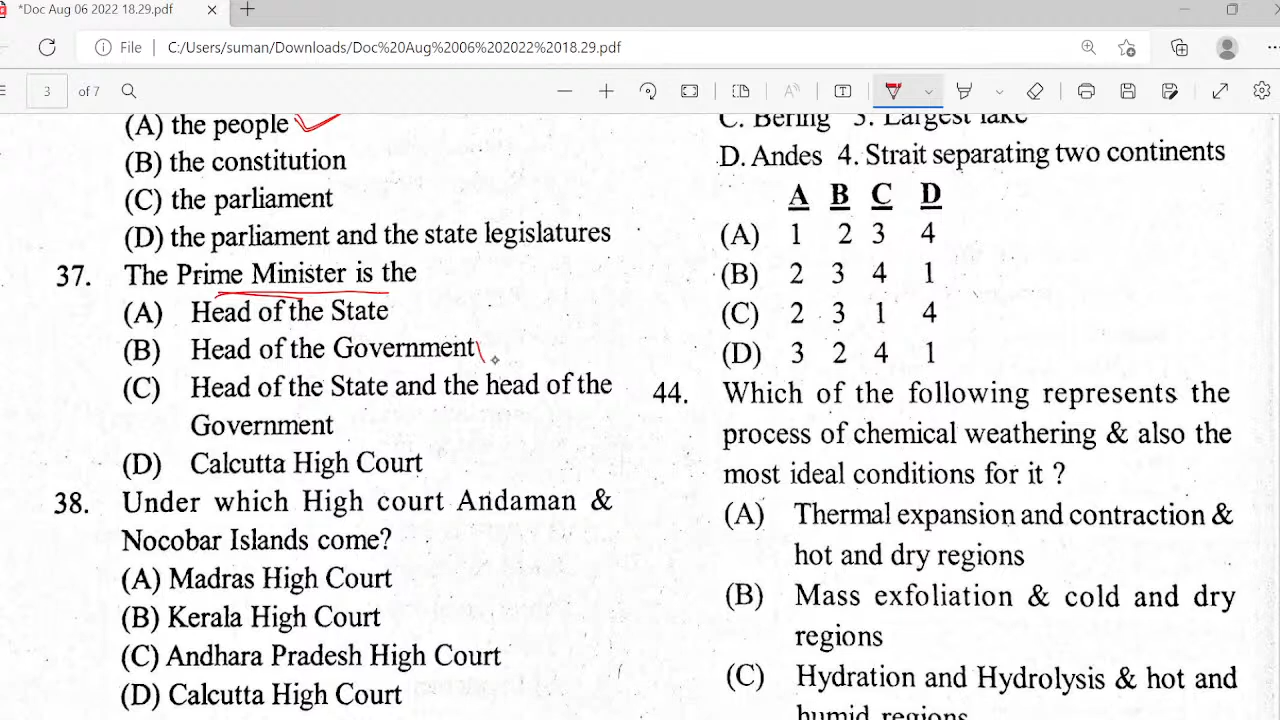 *Doc Aug 06 2022 18.29.pdf
File C:/Users/suman/Downloads/Doc%20Aug%2006%202022%2018.29.pdf
3 of 7
(A) the people
(B) the constitution
(C) the parliament
(D) the parliament and the state legislatures
37. The Prime Minister is the
(A) Head of the State
(B) Head of the Government
(C) Head of the State and the head of the
Government
(D) Calcutta High Court
38. Under which High court Andaman &
Nocobar Islands come?
(A) Madras High Court
(B) Kerala High Court
(C) Andhara Pradesh High Court
(D) Calcutta High Court
C. Bering 3. Largest lake
D. Andes 4. Strait separating two continents
A B C D
(A) 1 2 3 4
(B) 2 3 4 1
(C) 2 3 1 4
(D) 3 2 4 1
44. Which of the following represents the
process of chemical weathering & also the
most ideal conditions for it ?
(A) Thermal expansion and contraction &
hot and dry regions
(B) Mass exfoliation & cold and dry
regions
(C) Hydration and Hydrolysis & hot and
humid regions